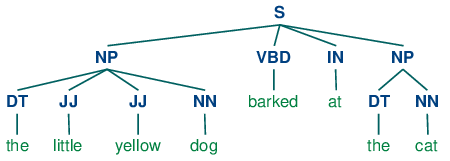 S
NP VBD IN NP
DT JJ JJ NN barked at DT NN
the little yellow dog the cat